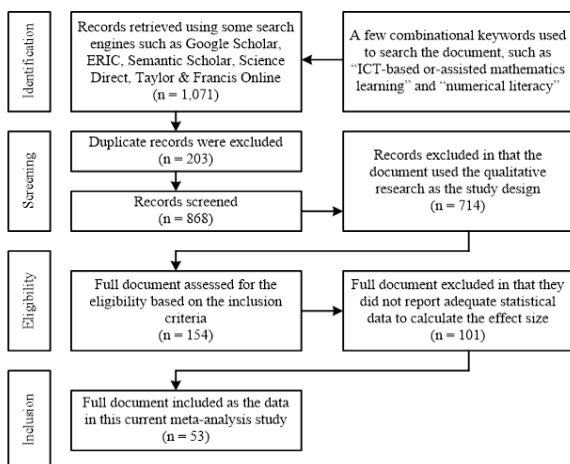 Identification
Records retrieved using some search
engines such as Google Scholar,
ERIC, Semantic Scholar, Science
Direct, Taylor & Francis Online
(n = 1,071)
A few combinational keywords used
to search the document, such as
“ICT-based or-assisted mathematics
learning” and “numerical literacy”
Screening
Duplicate records were excluded
(n = 203)
Records screened
(n = 868)
Records excluded in that the
document used the qualitative
research as the study design
(n = 714)
Eligibility
Full document assessed for the
eligibility based on the inclusion
criteria
(n = 154)
Full document excluded in that they
did not report adequate statistical
data to calculate the effect size
(n = 101)
Inclusion
Full document included as the data
in this current meta-analysis study
(n = 53)